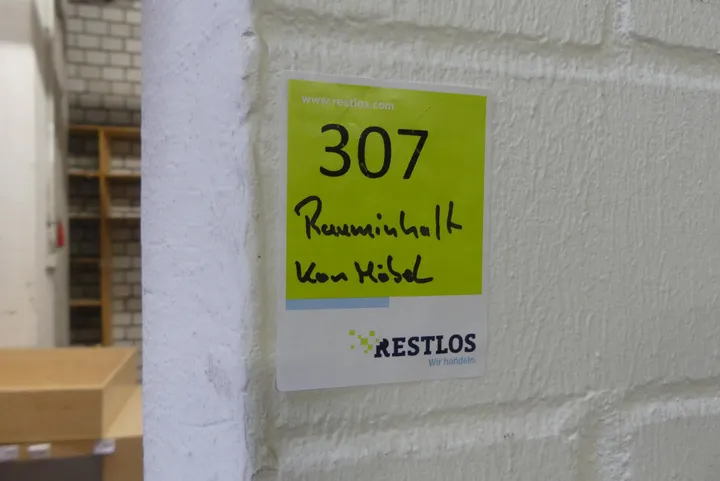 www.restlos.com
307
Rauminhalt
Kon Möbel
RESTLOS
Wir handeln.